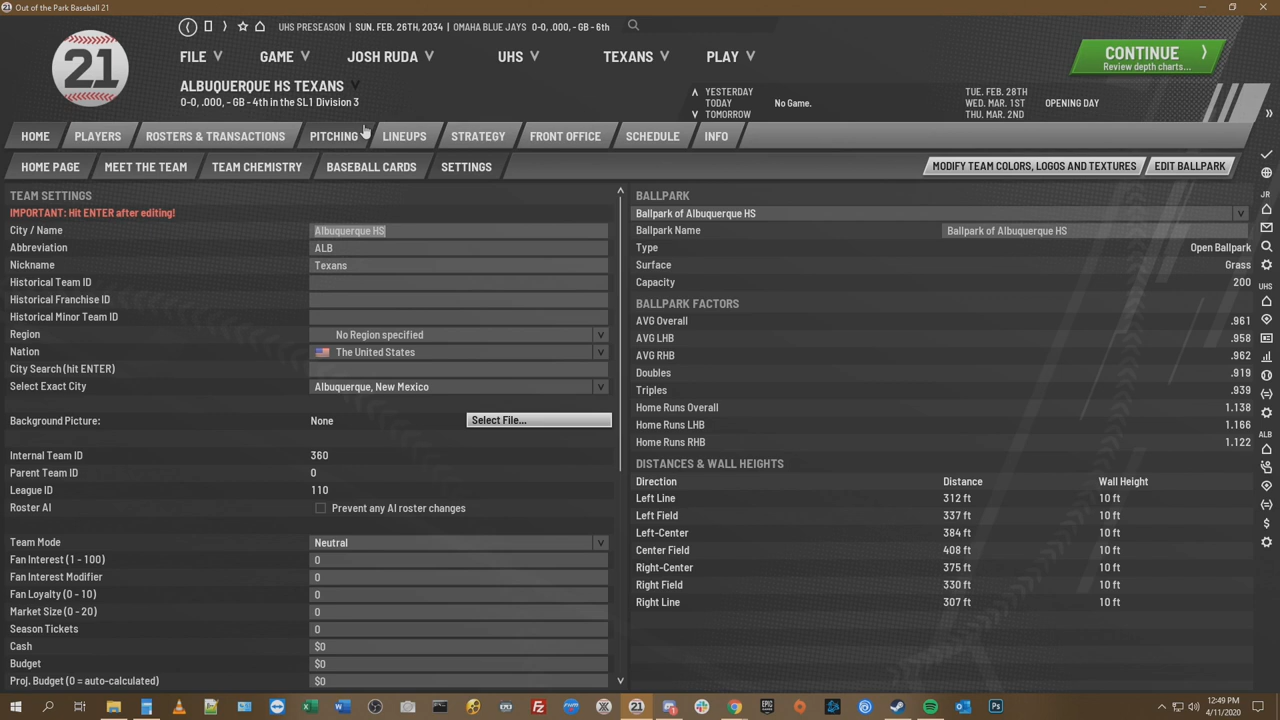 Out of the Park Baseball 21
UHS PRESEASON | SUN. FEB. 26TH, 2034 | OMAHA BLUE JAYS 0-0, .000, - GB - 6th
21
FILE
GAME
JOSH RUDA
UHS
TEXANS
PLAY
CONTINUE
Review depth charts...
ALBUQUERQUE HS TEXANS
0-0, .000, - GB - 4th in the SL1 Division 3
YESTERDAY
TODAY
TOMORROW
No Game.
TUE. FEB. 28TH
WED. MAR. 1ST
THU. MAR. 2ND
OPENING DAY
HOME
PLAYERS
ROSTERS & TRANSACTIONS
PITCHING
LINEUPS
STRATEGY
FRONT OFFICE
SCHEDULE
INFO
HOME PAGE
MEET THE TEAM
TEAM CHEMISTRY
BASEBALL CARDS
SETTINGS
MODIFY TEAM COLORS, LOGOS AND TEXTURES
EDIT BALLPARK
TEAM SETTINGS
IMPORTANT: Hit ENTER after editing!
City / Name Albuquerque HS
Abbreviation ALB
Nickname Texans
Historical Team ID
Historical Franchise ID
Historical Minor Team ID
Region No Region specified
Nation The United States
City Search (hit ENTER)
Select Exact City Albuquerque, New Mexico
Background Picture: None Select File...
Internal Team ID 360
Parent Team ID 0
League ID 110
Roster AI Prevent any AI roster changes
Team Mode Neutral
Fan Interest (1 - 100) 0
Fan Interest Modifier 0
Fan Loyalty (0 - 10) 0
Market Size (0 - 20) 0
Season Tickets 0
Cash $0
Budget $0
Proj. Budget (0 = auto-calculated) $0
BALLPARK
Ballpark of Albuquerque HS
Ballpark Name Ballpark of Albuquerque HS
Type Open Ballpark
Surface Grass
Capacity 200
BALLPARK FACTORS
AVG Overall .961
AVG LHB .958
AVG RHB .962
Doubles .919
Triples .939
Home Runs Overall 1.138
Home Runs LHB 1.166
Home Runs RHB 1.122
DISTANCES & WALL HEIGHTS
Direction Distance Wall Height
Left Line 312 ft 10 ft
Left Field 337 ft 10 ft
Left-Center 384 ft 10 ft
Center Field 408 ft 10 ft
Right-Center 375 ft 10 ft
Right Field 330 ft 10 ft
Right Line 307 ft 10 ft
JR
UHS
ALB
21
12:49 PM
4/11/2020